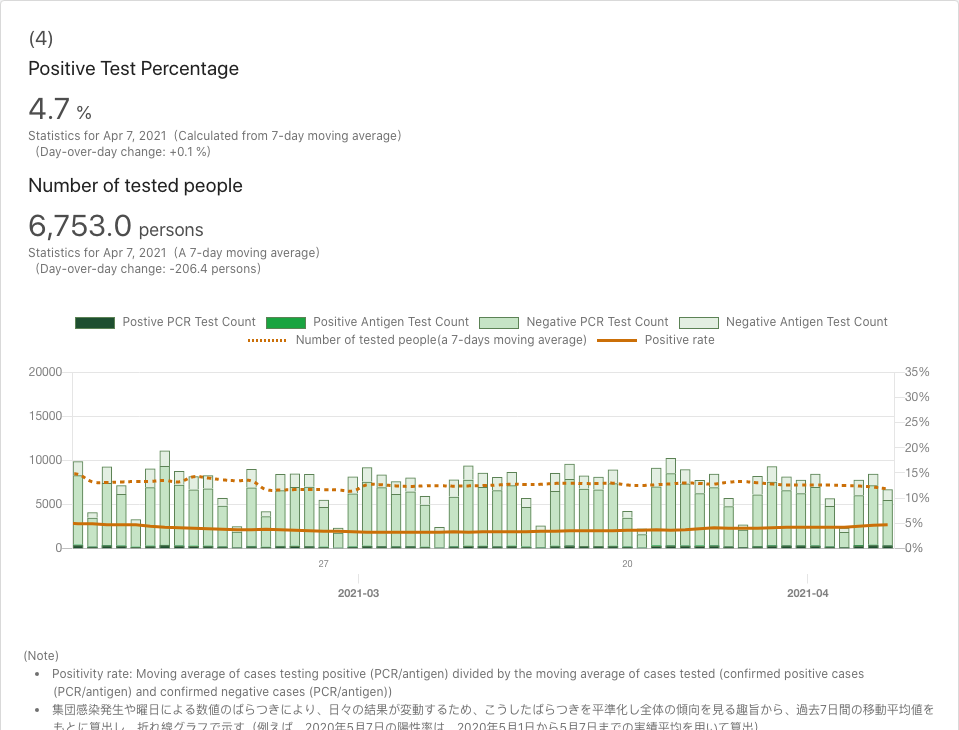 (4)
Positive Test Percentage
4.7 %
Statistics for Apr 7, 2021 (Calculated from 7-day moving average)
(Day-over-day change: +0.1 %)
Number of tested people
6,753.0 persons
Statistics for Apr 7, 2021 (A 7-day moving average)
(Day-over-day change: -206.4 persons)
Postive PCR Test Count Positive Antigen Test Count Negative PCR Test Count Negative Antigen Test Count
Number of tested people(a 7-days moving average) Positive rate
20000 35%
30%
15000 25%
20%
10000 15%
5000 10%
5%
0 0%
27 20
2021-03 2021-04
(Note)
• Positivity rate: Moving average of cases testing positive (PCR/antigen) divided by the moving average of cases tested (confirmed positive cases
(PCR/antigen) and confirmed negative cases (PCR/antigen))
• 集団感染発生や曜日による数値のばらつきにより、日々の結果が変動するため、こうしたばらつきを平準化し全体の傾向を見る趣旨から、過去7日間の移動平均値を
もとに算出し、折れ線グラフで示す（例えば、2020年5月7日の陽性率は、2020年5月1日から5月7日までの実績平均を用いて算出）